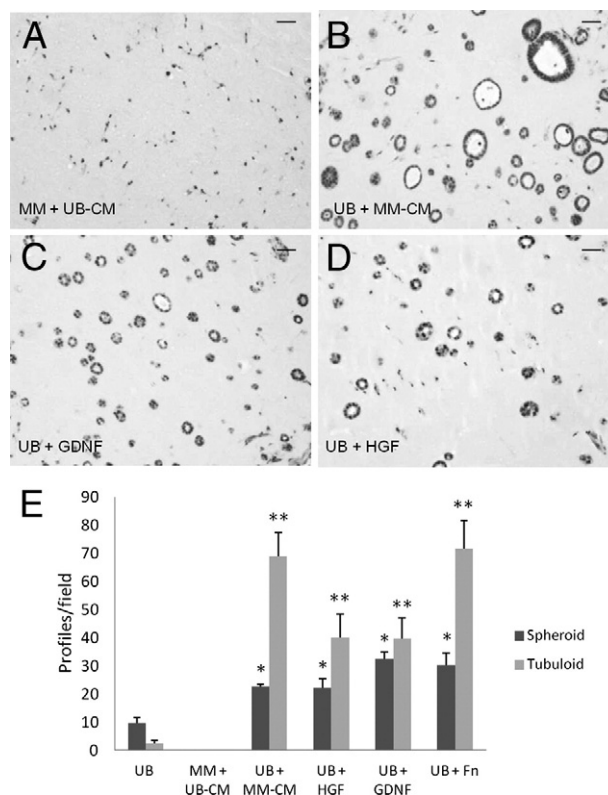 A
MM + UB-CM
B
UB + MM-CM
C
UB + GDNF
D
UB + HGF
E
90
80
70
60
50
40
30
20
10
0
Profiles/field
*
**
*
**
*
**
*
**
Spheroid
Tubuloid
UB
MM +
UB-CM
UB +
MM-CM
UB +
HGF
UB +
GDNF
UB + Fn